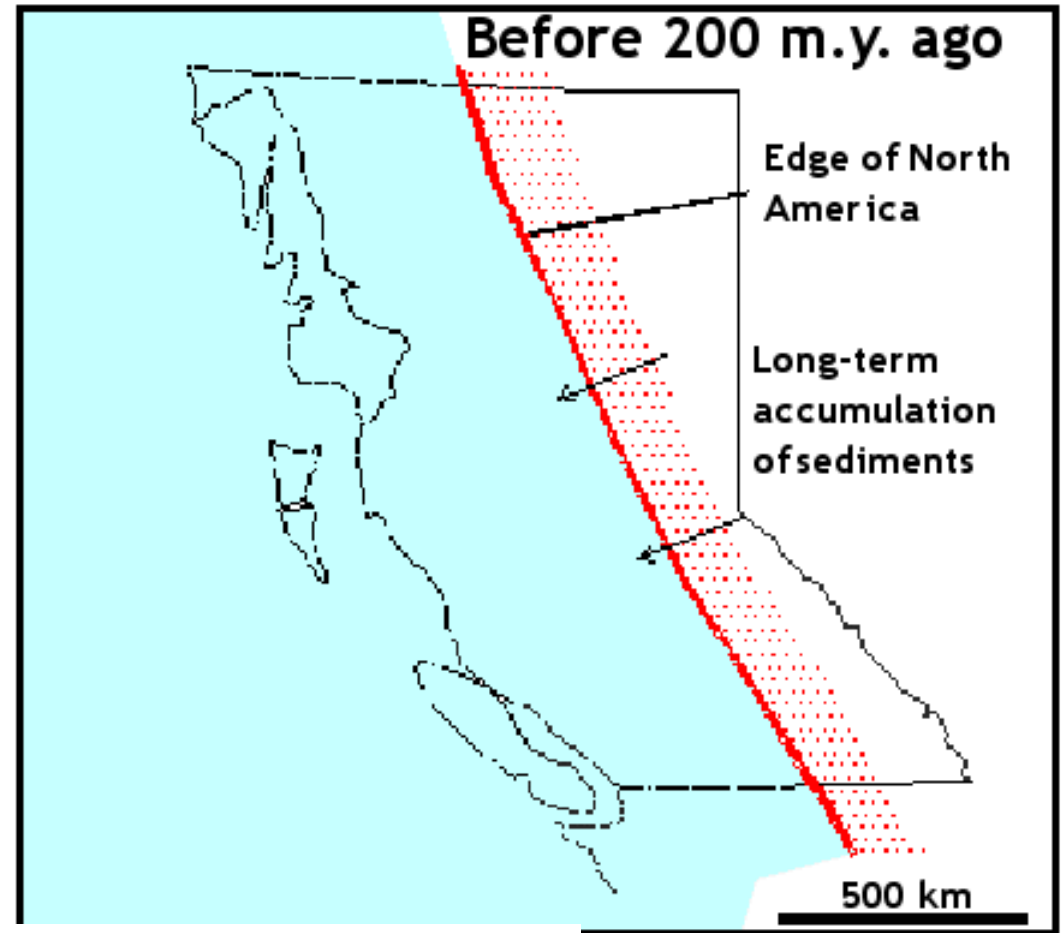 Before 200 m.y. ago
Edge of North
America
Long-term
accumulation
ofsediments
500 km